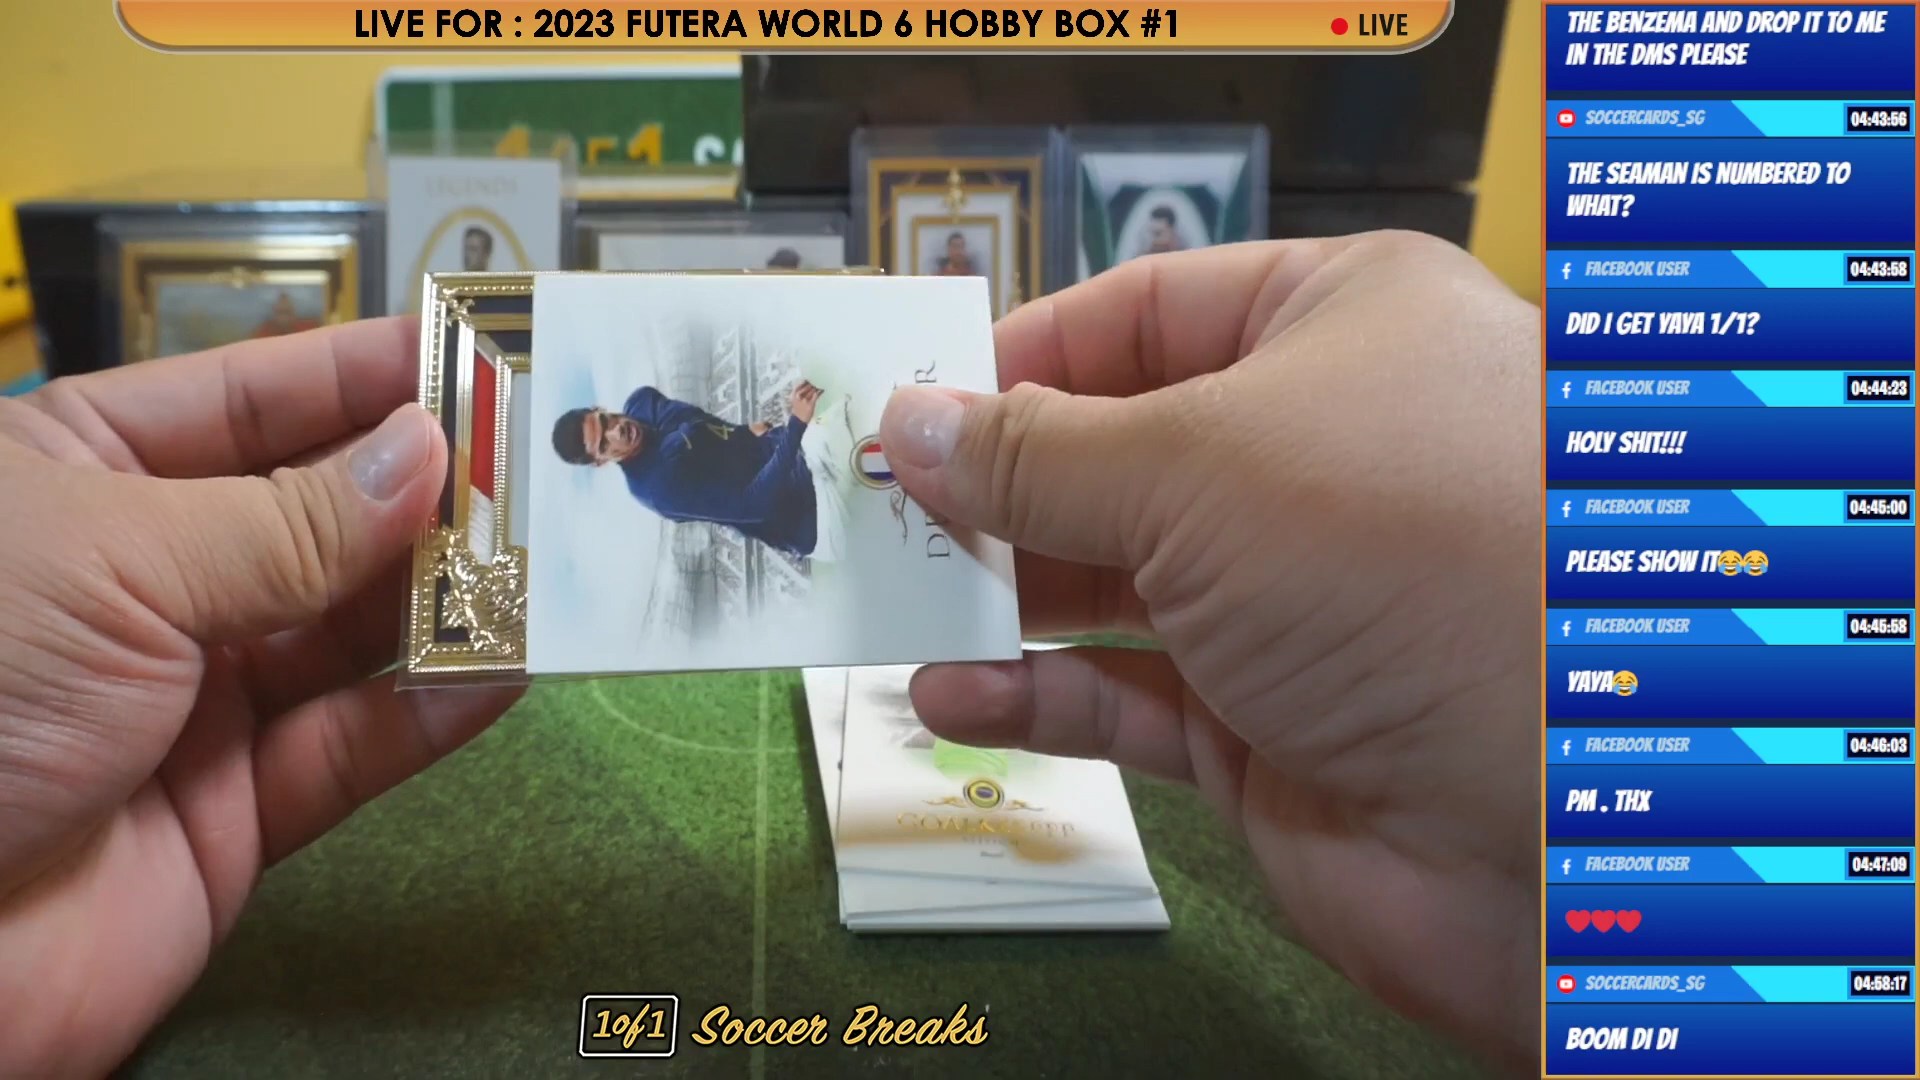 LIVE FOR : 2023 FUTERA WORLD 6 HOBBY BOX #1
LIVE
THE BENZEMA AND DROP IT TO ME
IN THE DMS PLEASE
SOCCERCARDS_SG
04:43:56
THE SEAMAN IS NUMBERED TO
WHAT?
FACEBOOK USER
04:43:58
DID I GET YAYA 1/1?
FACEBOOK USER
04:44:23
HOLY SHIT!!!
FACEBOOK USER
04:45:00
PLEASE SHOW IT😂😂
FACEBOOK USER
04:45:58
YAYA😂
FACEBOOK USER
04:46:03
PM . THX
FACEBOOK USER
04:47:09
❤️❤️❤️
SOCCERCARDS_SG
04:58:17
BOOM DI DI
LEGENDS
4
1of1 Soccer Breaks